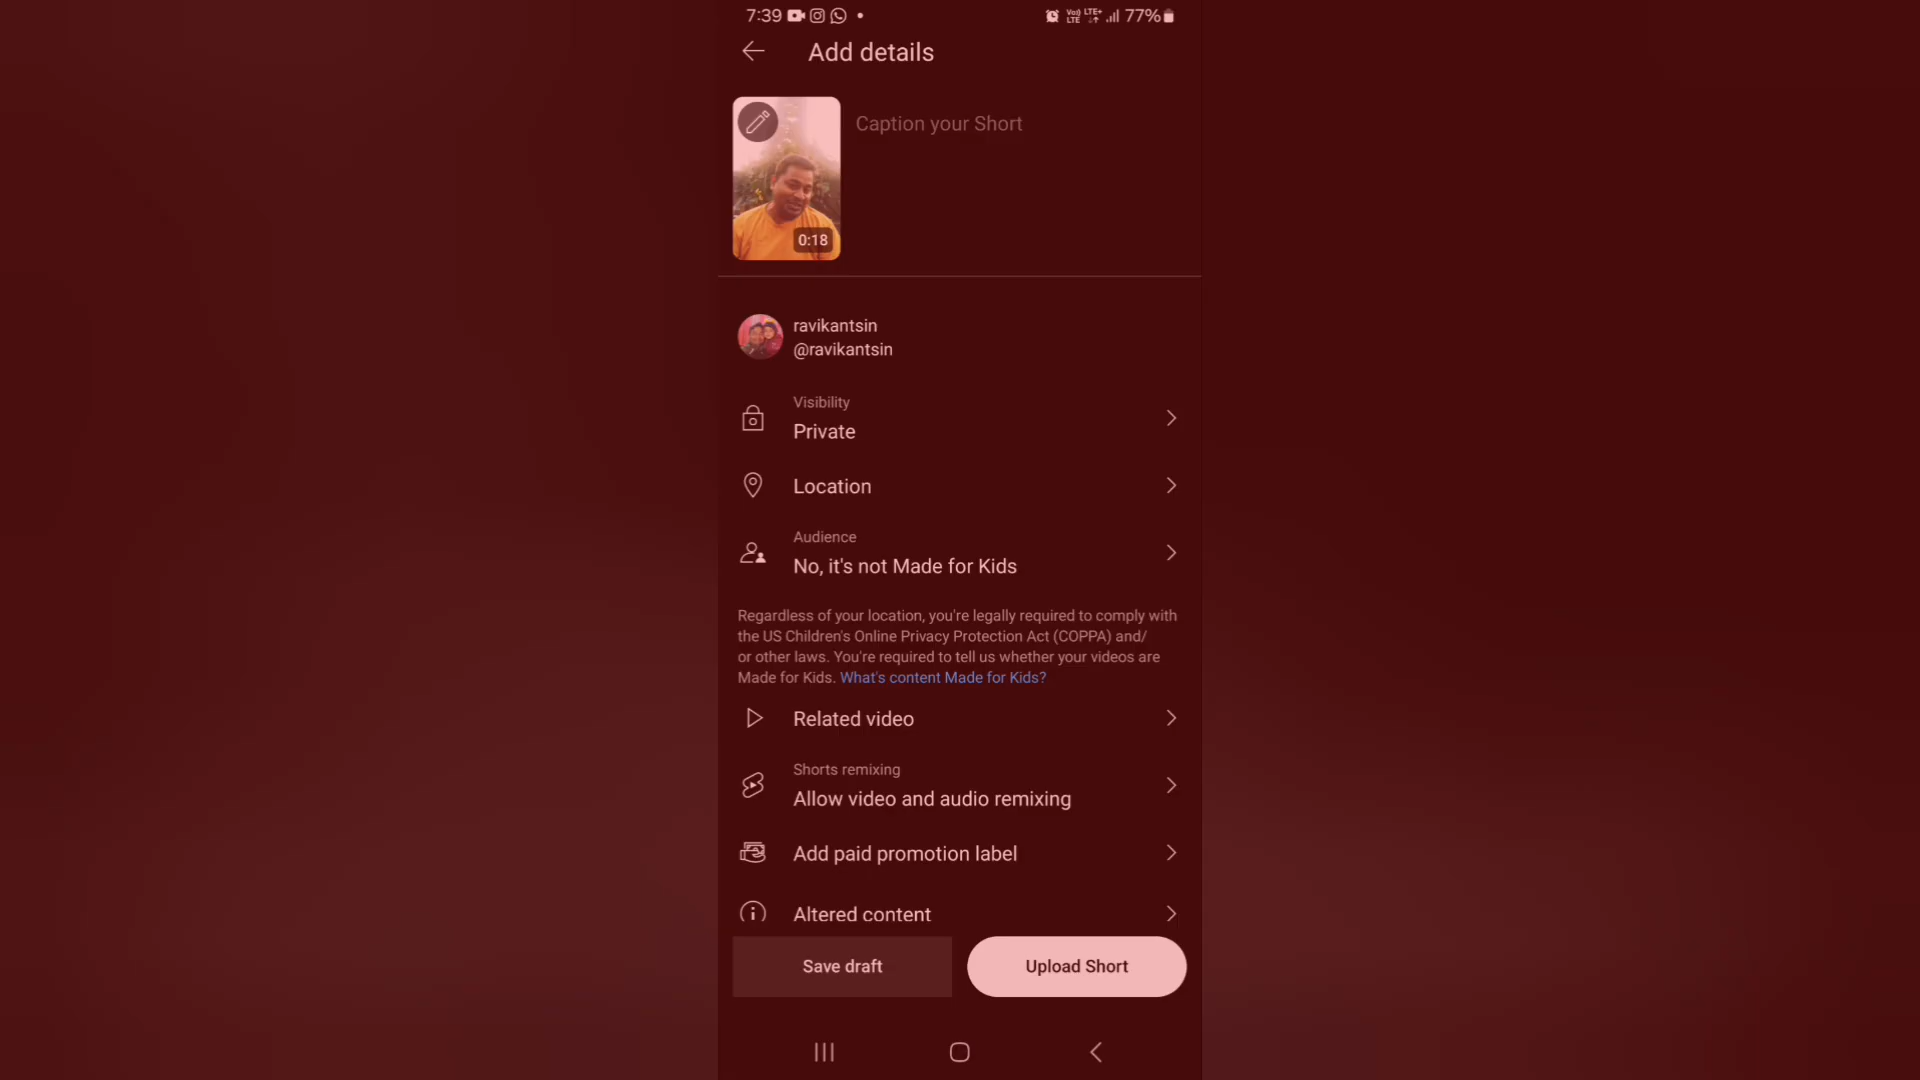 7:39
Vo) LTE LTE+ 77%
Add details
Caption your Short
0:18
ravikantsin
@ravikantsin
Visibility
Private
Location
Audience
No, it's not Made for Kids
Regardless of your location, you're legally required to comply with
the US Children's Online Privacy Protection Act (COPPA) and/
or other laws. You're required to tell us whether your videos are
Made for Kids. What's content Made for Kids?
Related video
Shorts remixing
Allow video and audio remixing
Add paid promotion label
Altered content
Save draft
Upload Short